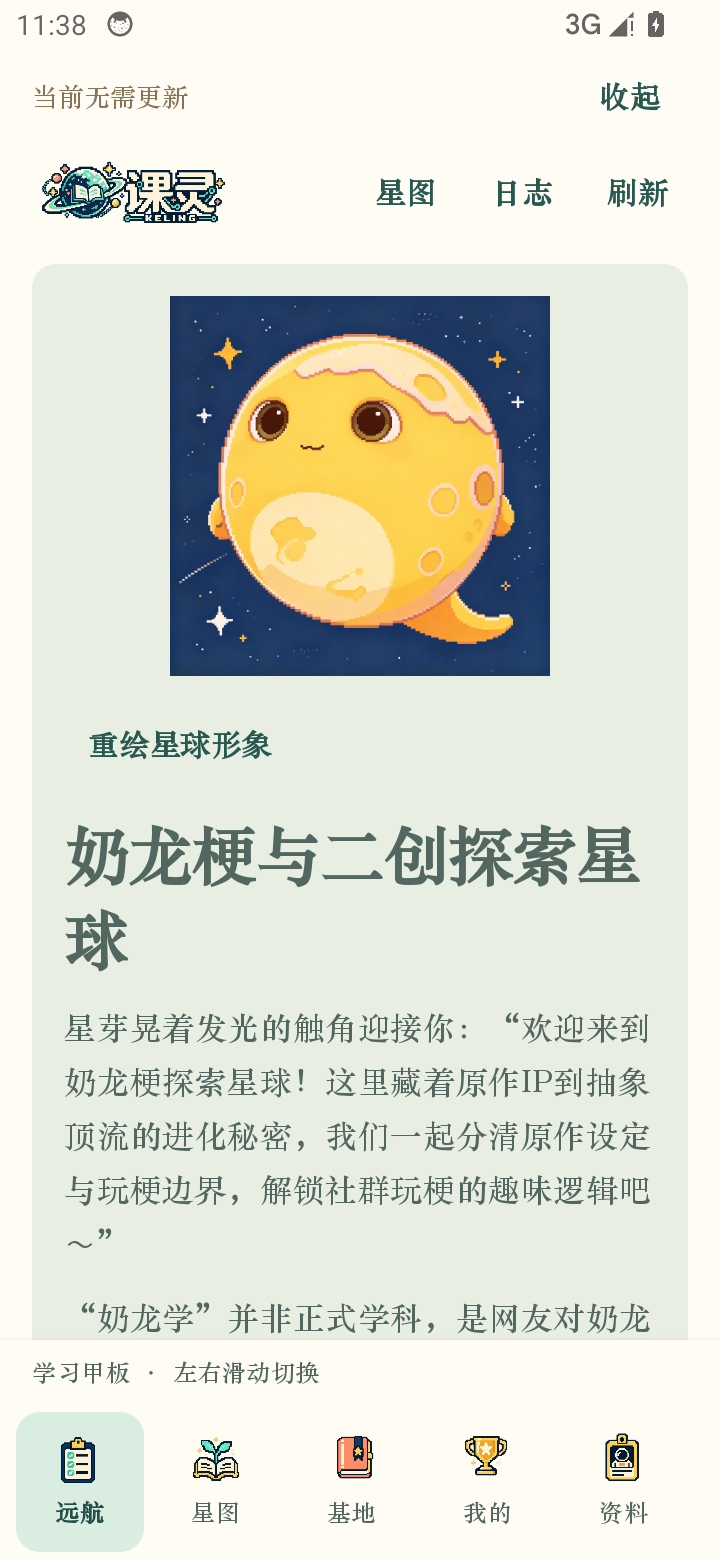 11:38
3G
当前无需更新
收起
课灵
KELING
星图
日志
刷新
重绘星球形象
奶龙梗与二创探索星
球
星芽晃着发光的触角迎接你：“欢迎来到
奶龙梗探索星球！这里藏着原作IP到抽象
顶流的进化秘密，我们一起分清原作设定
与玩梗边界，解锁社群玩梗的趣味逻辑吧
～”
“奶龙学”并非正式学科，是网友对奶龙
学习甲板 · 左右滑动切换
远航
星图
基地
我的
资料